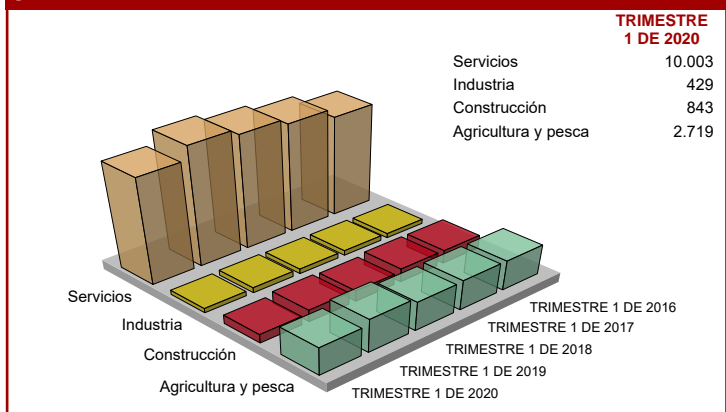 TRIMESTRE
1 DE 2020
Servicios 10.003
Industria 429
Construcción 843
Agricultura y pesca 2.719
Servicios
Industria
Construcción
Agricultura y pesca
TRIMESTRE 1 DE 2016
TRIMESTRE 1 DE 2017
TRIMESTRE 1 DE 2018
TRIMESTRE 1 DE 2019
TRIMESTRE 1 DE 2020